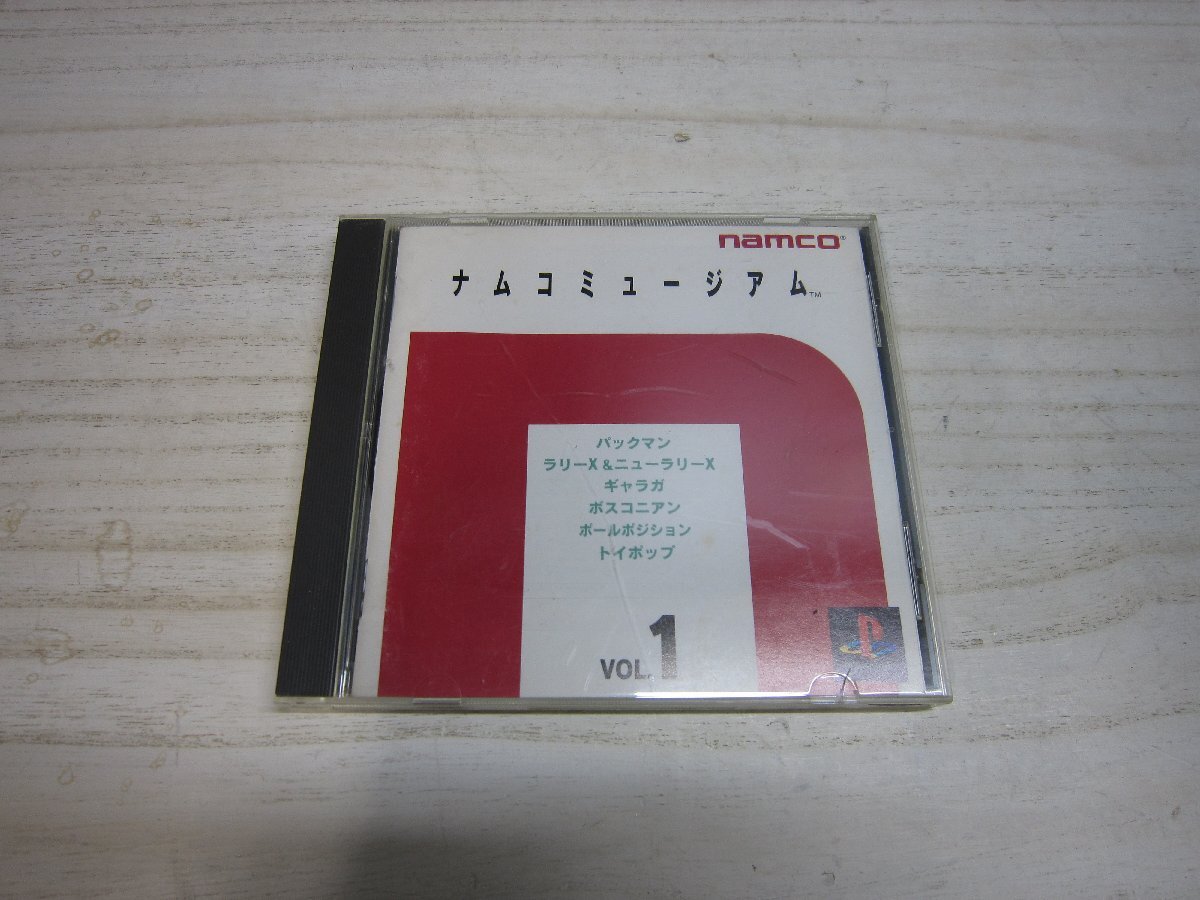 namco®
ナムコミュージアム™
パックマン
ラリーX&ニューラリーX
ギャラガ
ボスコニアン
ポールポジション
トイポップ
VOL.1